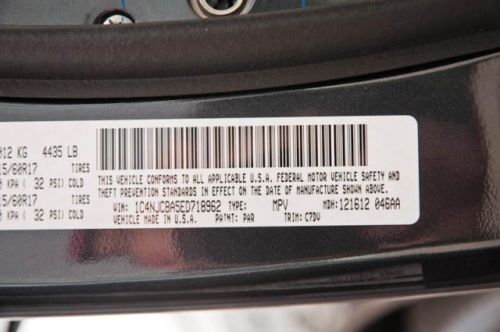 012 KG 4435 LB
5/60R17 TIRES
KPA ( 32 PSI) COLD
5/60R17 TIRES
KPA ( 32 PSI) COLD
THIS VEHICLE CONFORMS TO ALL APPLICABLE U.S.A. FEDERAL MOTOR VEHICLE SAFETY AND
THEFT PREVENTION STANDARDS IN EFFECT ON THE DATE OF MANUFACTURE SHOWN ABOVE.
VIN: 1C4NJCBA5ED718962 TYPE: MPV MDH: 121612 046AA
VEHICLE MADE IN U.S.A. PAINT: PAR TRIM: C7DV